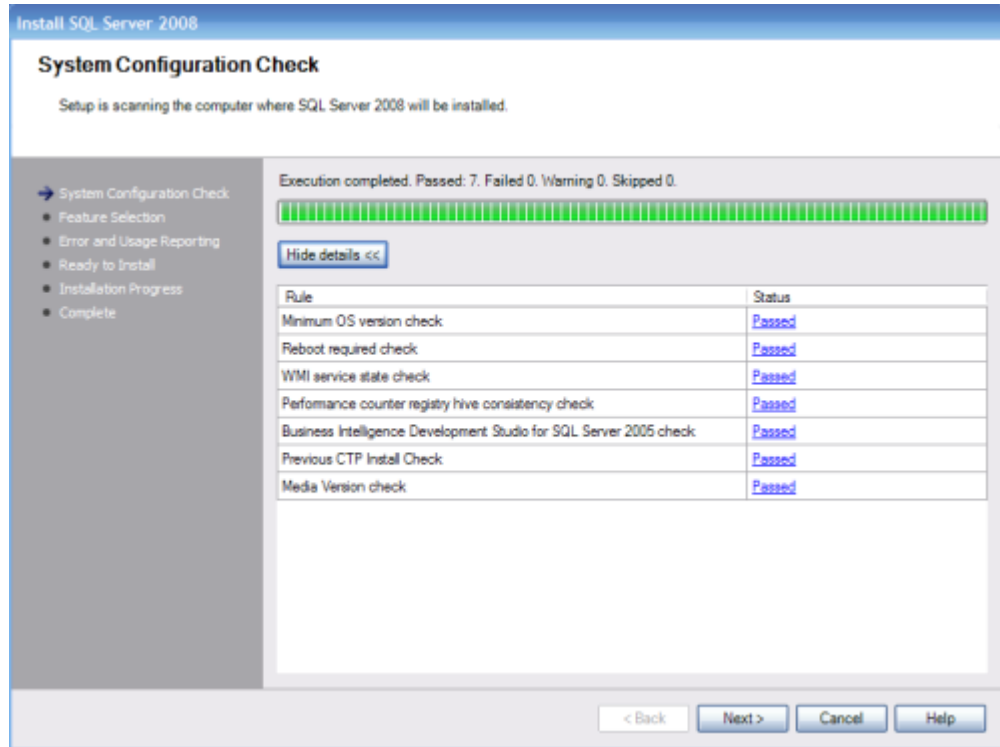 Install SQL Server 2008
System Configuration Check
Setup is scanning the computer where SQL Server 2008 will be installed.
System Configuration Check
Feature Selection
Error and Usage Reporting
Ready to Install
Installation Progress
Complete
Execution completed. Passed: 7. Failed 0. Warning 0. Skipped 0.
Hide details <<
Rule Status
Minimum OS version check Passed
Reboot required check Passed
WMI service state check Passed
Performance counter registry hive consistency check Passed
Business Intelligence Development Studio for SQL Server 2005 check Passed
Previous CTP Install Check Passed
Media Version check Passed
< Back Next > Cancel Help